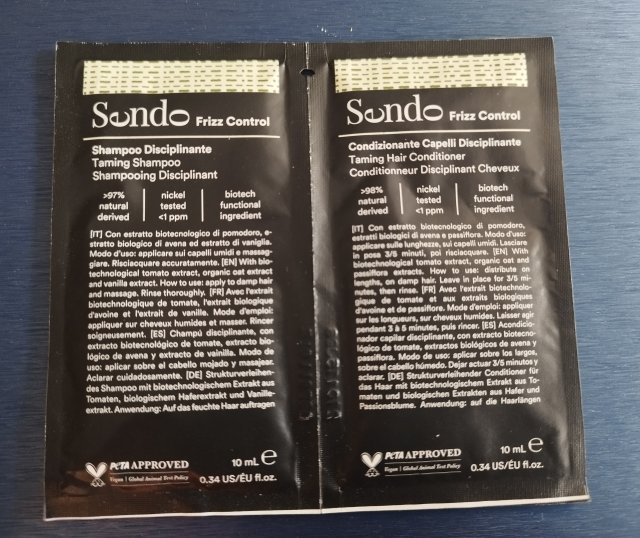 Sendo Frizz Control
Shampoo Disciplinante
Taming Shampoo
Shampooing Disciplinant
>97% natural derived | nickel tested <1 ppm | biotech functional ingredient
[IT] Con estratto biotecnologico di pomodoro, e-
stratto biologico di avena ed estratto di vaniglia.
Modo d'uso: applicare sui capelli umidi e massag-
giare. Risciacquare accuratamente. [EN] With bio-
technological tomato extract, organic oat extract
and vanilla extract. How to use: apply to damp hair
and massage. Rinse thoroughly. [FR] Avec l'extrait
biotechnologique de tomate, l'extrait biologique
d'avoine et l'extrait de vanille. Mode d'emploi:
appliquer sur cheveux humides et masser. Rincer
soigneusement. [ES] Champú disciplinante, con
extracto biotecnológico de tomate, extracto bio-
lógico de avena y extracto de vainilla. Modo de
uso: aplicar sobre el cabello mojado y masajear.
Aclarar cuidadosamente. [DE] Strukturverleihen-
des Shampoo mit biotechnologischem Extrakt aus
Tomaten, biologischem Haferextrakt und Vanille-
extrakt. Anwendung: Auf das feuchte Haar auftragen
PETA APPROVED
Vegan | Global Animal Test Policy
10 mL e
0.34 US/ÉU fl.oz.
Sendo Frizz Control
Condizionante Capelli Disciplinante
Taming Hair Conditioner
Conditionneur Disciplinant Cheveux
>98% natural derived | nickel tested <1 ppm | biotech functional ingredient
[IT] Con estratto biotecnologico di pomodoro,
estratti biologici di avena e passiflora. Modo d'uso:
applicare sulle lunghezze, sui capelli umidi. Lasciare
in posa 3/5 minuti, poi risciacquare. [EN] With
biotechnological tomato extract, organic oat and
passiflora extracts. How to use: distribute on
lengths, on damp hair. Leave in place for 3/5 mi-
nutes, then rinse. [FR] Avec l'extrait biotechnolo-
gique de tomate et aux extraits biologiques
d'avoine et de passiflore. Mode d'emploi: appliquer
sur les longueurs, sur cheveux humides. Laisser agir
pendant 3 à 5 minutes, puis rincer. [ES] Acondicio-
nador capilar disciplinante, con extracto biotecno-
lógico de tomate, extractos biológicos de avena y
passiflora. Modo de uso: aplicar sobre los largos,
sobre el cabello húmedo. Dejar actuar 3/5 minutos y
aclarar. [DE] Strukturverleihender Conditioner für
das Haar mit biotechnologischem Extrakt aus To-
maten und biologischen Extrakten aus Hafer und
Passionsblume. Anwendung: auf die Haarlängen
PETA APPROVED
Vegan | Global Animal Test Policy
10 mL e
0.34 US/ÉU fl.oz.